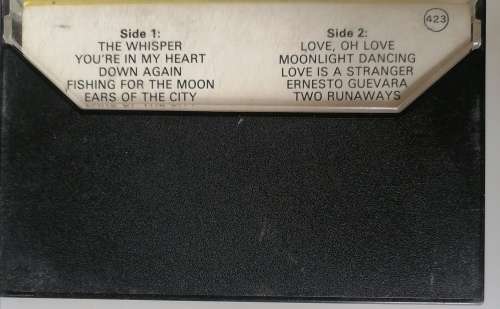 423
Side 1:
THE WHISPER
YOU'RE IN MY HEART
DOWN AGAIN
FISHING FOR THE MOON
EARS OF THE CITY
Side 2:
LOVE, OH LOVE
MOONLIGHT DANCING
LOVE IS A STRANGER
ERNESTO GUEVARA
TWO RUNAWAYS